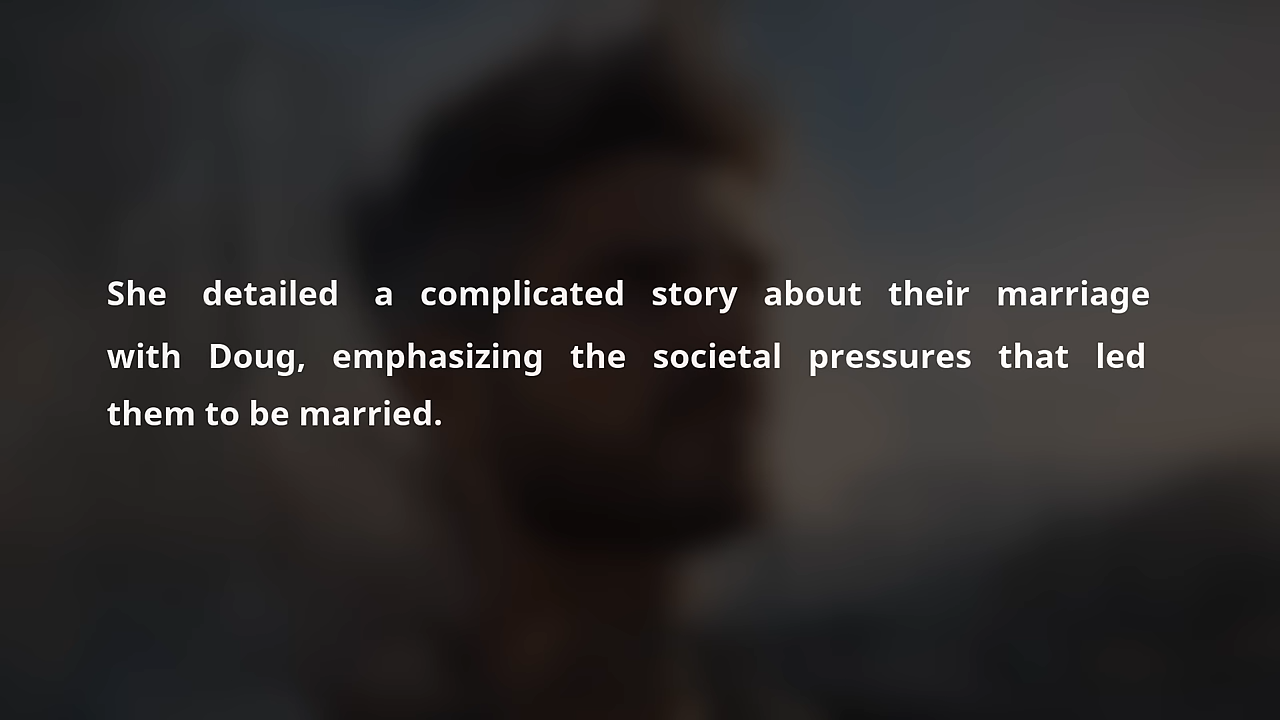 She detailed a complicated story about their marriage
with Doug, emphasizing the societal pressures that led
them to be married.